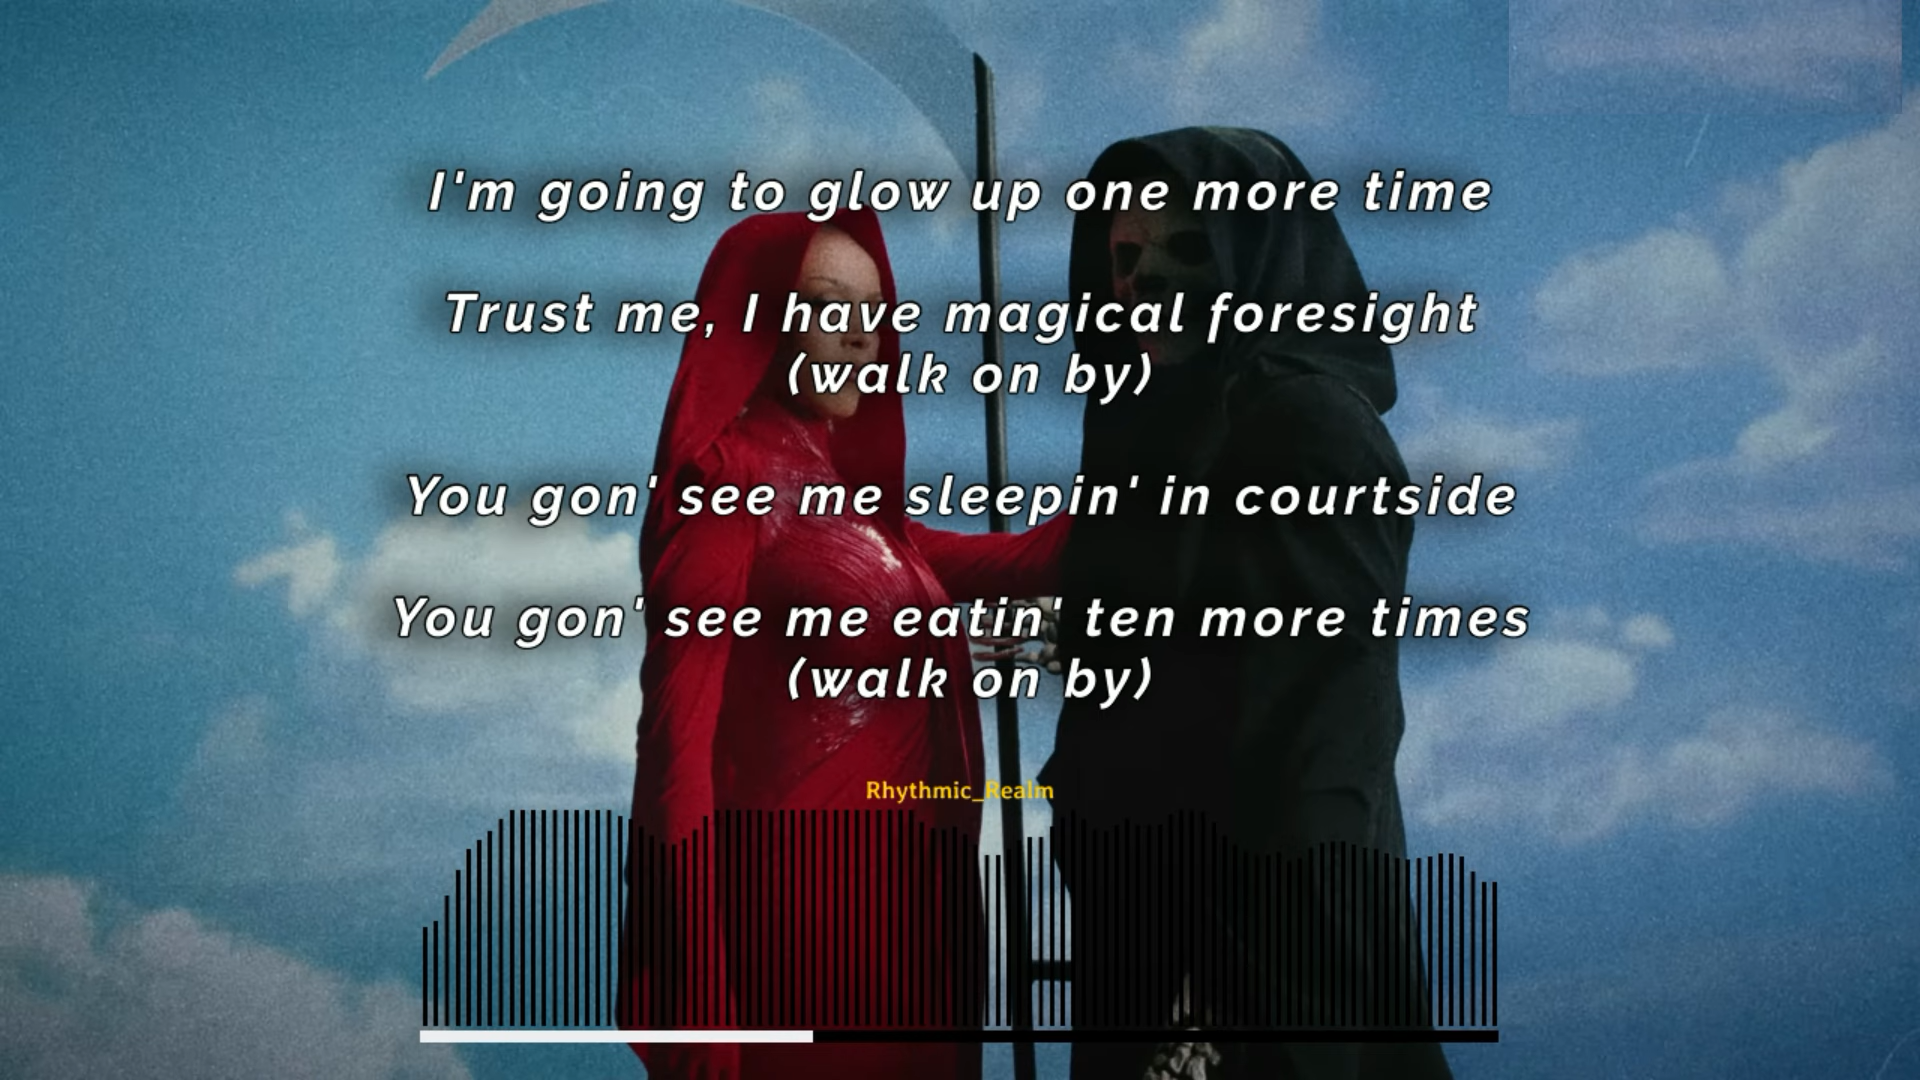 I'm going to glow up one more time
Trust me, I have magical foresight
(walk on by)
You gon' see me sleepin' in courtside
You gon' see me eatin' ten more times
(walk on by)
Rhythmic_Realm